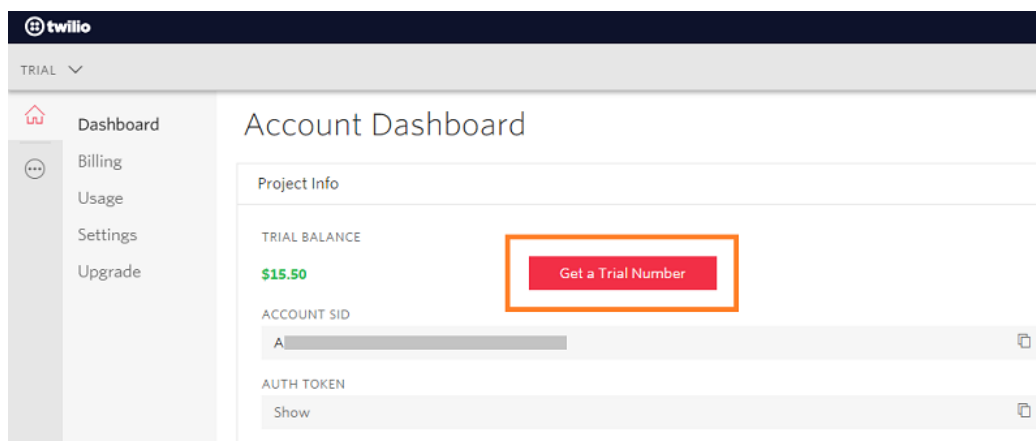 twilio
TRIAL
Dashboard
Billing
Usage
Settings
Upgrade
Account Dashboard
Project Info
TRIAL BALANCE
$15.50
Get a Trial Number
ACCOUNT SID
A
AUTH TOKEN
Show